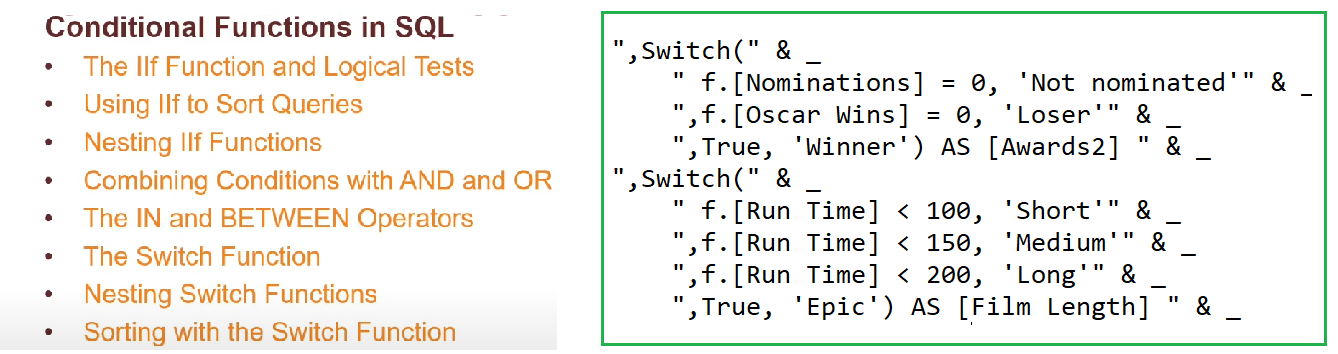 Conditional Functions in SQL
• The IIf Function and Logical Tests
• Using IIf to Sort Queries
• Nesting IIf Functions
• Combining Conditions with AND and OR
• The IN and BETWEEN Operators
• The Switch Function
• Nesting Switch Functions
• Sorting with the Switch Function
",Switch(" & _
" f.[Nominations] = 0, 'Not nominated'" & _
",f.[Oscar Wins] = 0, 'Loser'" & _
",True, 'Winner') AS [Awards2] " & _
",Switch(" & _
" f.[Run Time] < 100, 'Short'" & _
",f.[Run Time] < 150, 'Medium'" & _
",f.[Run Time] < 200, 'Long'" & _
",True, 'Epic') AS [Film Length] " & _